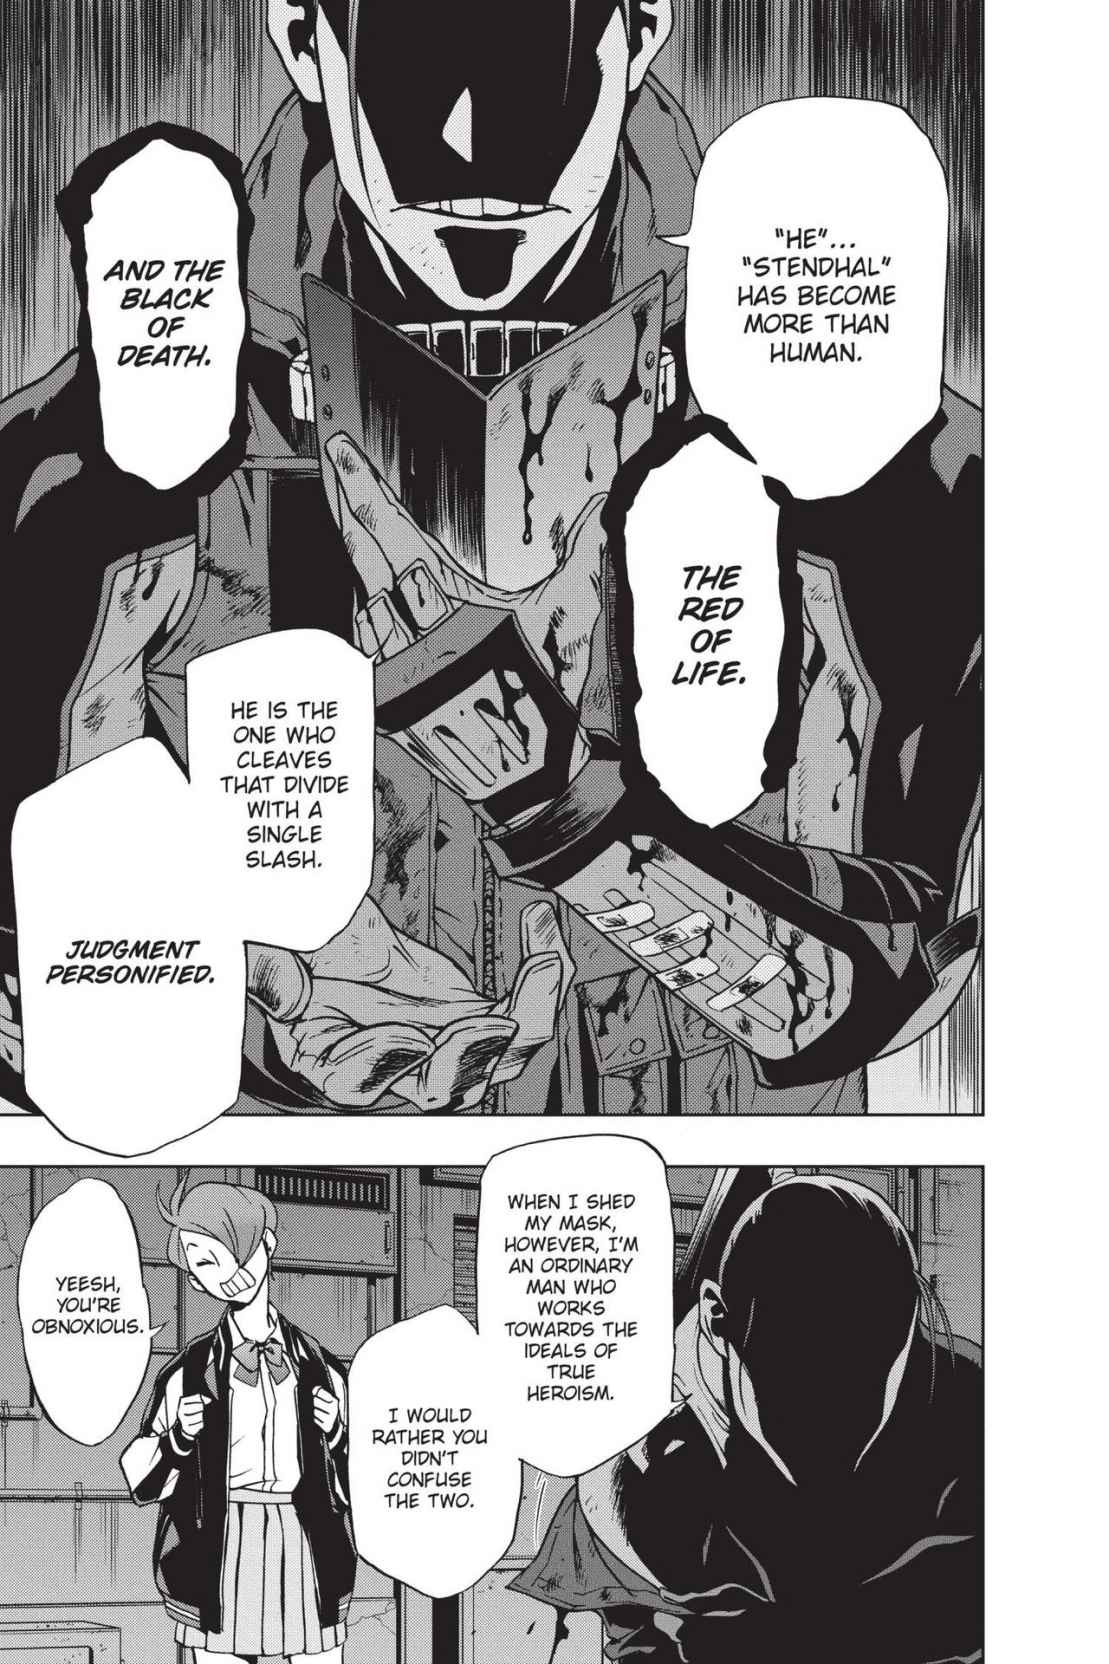 "HE"...
"STENDHAL"
HAS BECOME
MORE THAN
HUMAN.
THE
RED
OF
LIFE.
AND THE
BLACK
OF
DEATH.
HE IS THE
ONE WHO
CLEAVES
THAT DIVIDE
WITH A
SINGLE
SLASH.
JUDGMENT
PERSONIFIED.
WHEN I SHED
MY MASK,
HOWEVER, I'M
AN ORDINARY
MAN WHO
WORKS
TOWARDS THE
IDEALS OF
TRUE
HEROISM.
I WOULD
RATHER YOU
DIDN'T
CONFUSE
THE TWO.
YEESH,
YOU'RE
OBNOXIOUS.